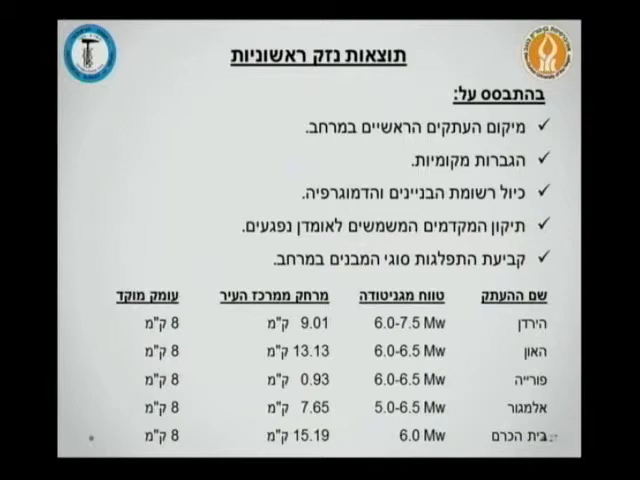 תוצאות נזק ראשוניות
בהתבסס על:
✓ מיקום העתקים הראשיים במרחב.
✓ הגברות מקומיות.
✓ כיול רשומת הבניינים והדמוגרפיה.
✓ תיקון המקדמים המשמשים לאומדן נפגעים.
✓ קביעת התפלגות סוגי המבנים במרחב.
שם ההעתק טווח מגניטודה מרחק ממרכז העיר עומק מוקד
הירדן 6.0-7.5 Mw 9.01 ק"מ 8 ק"מ
האון 6.0-6.5 Mw 13.13 ק"מ 8 ק"מ
פורייה 6.0-6.5 Mw 0.93 ק"מ 8 ק"מ
אלמגור 5.0-6.5 Mw 7.65 ק"מ 8 ק"מ
בית הכרם 6.0 Mw 15.19 ק"מ 8 ק"מ